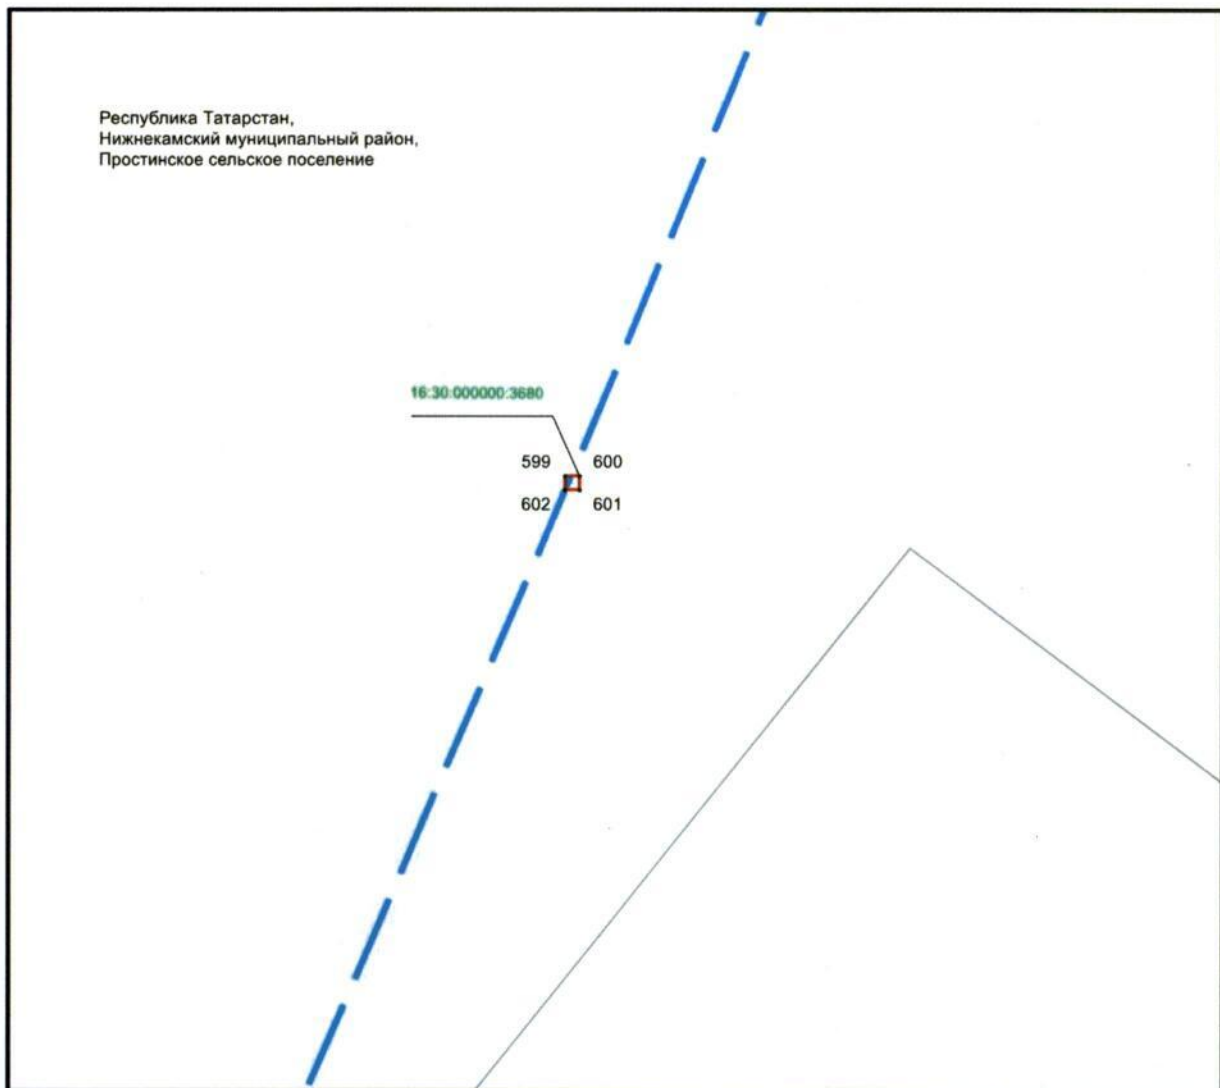 Республика Татарстан,
Нижнекамский муниципальный район,
Простинское сельское поселение
16:30:000000:3680
599 600
602 601